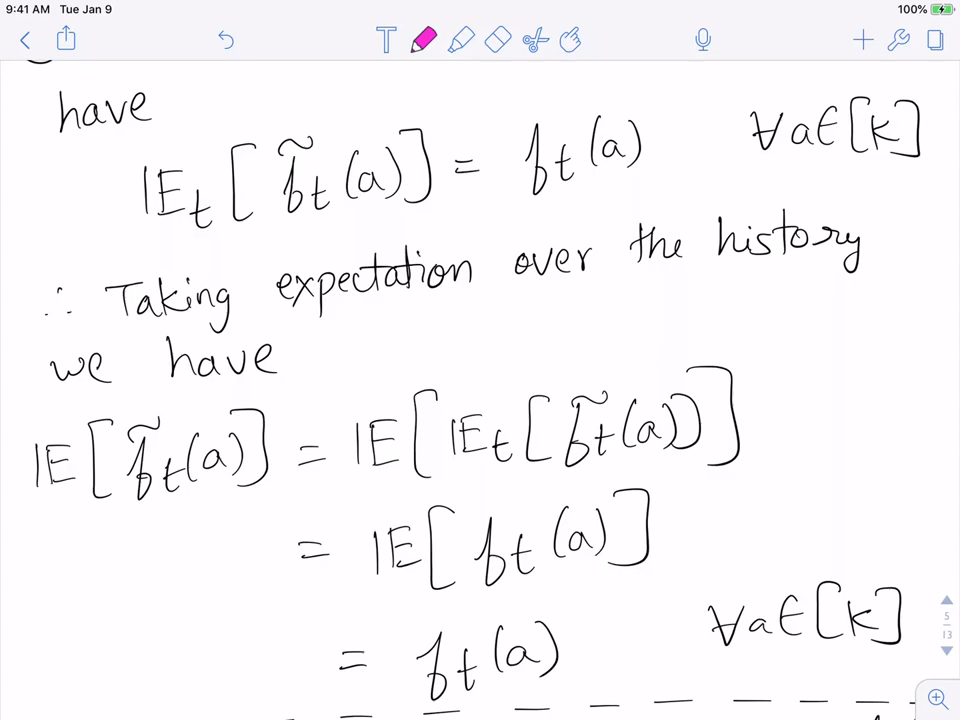 9:41 AM Tue Jan 9 100%
T
have
𝔼t [ f̃t (a) ] = ft (a) ∀a∈[k]
∴ Taking expectation over the history
we have
𝔼[ f̃t (a) ] = 𝔼[ 𝔼t [ f̃t (a) ) ]
= 𝔼[ ft (a) ]
= ft (a) ∀a∈[k]
5
13